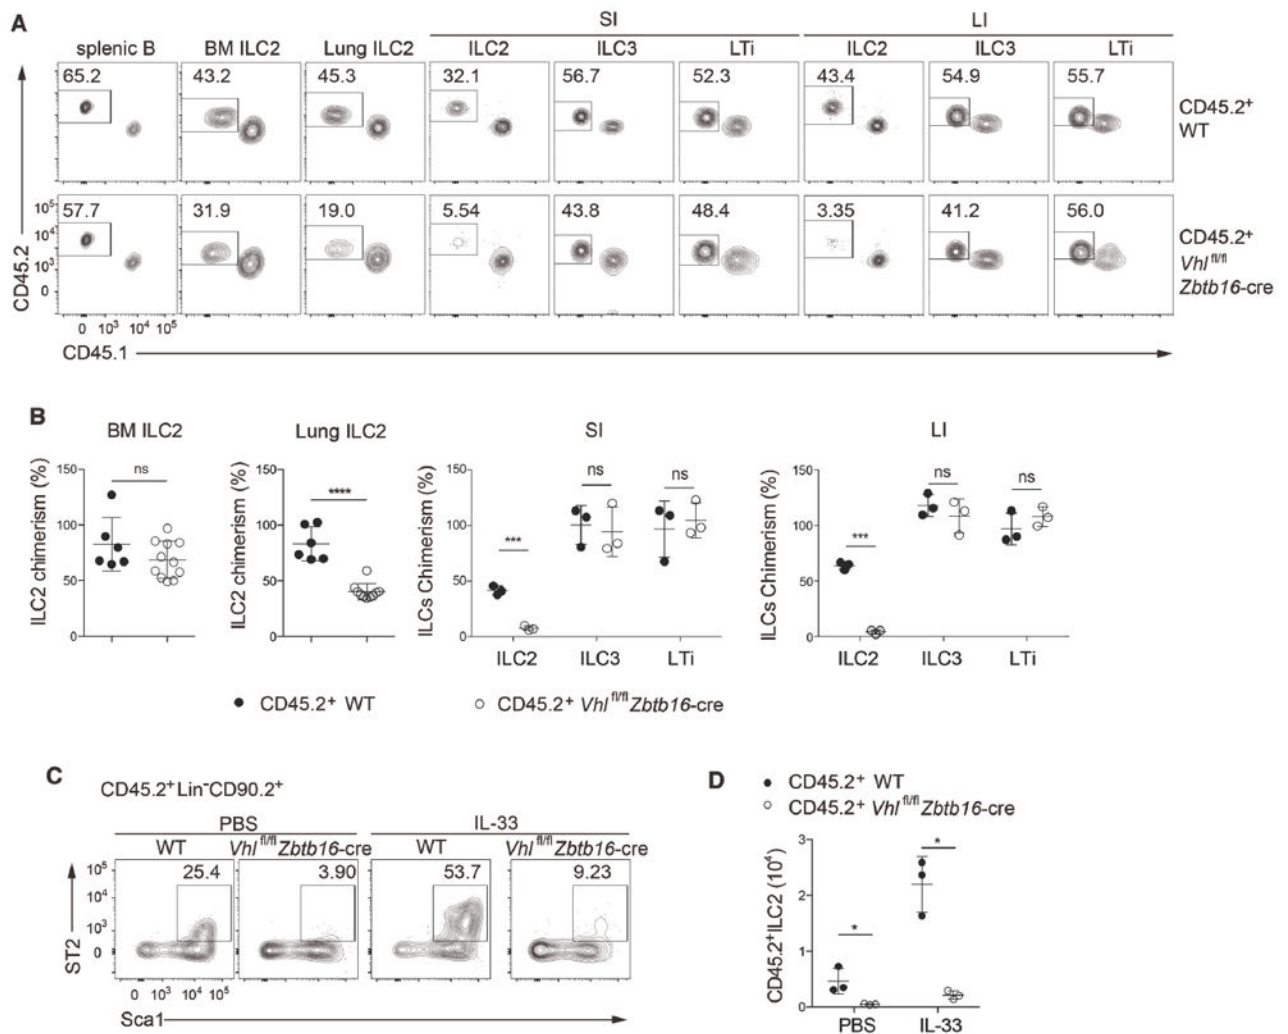 A
SI
LI
splenic B BM ILC2 Lung ILC2 ILC2 ILC3 LTi ILC2 ILC3 LTi
65.2 43.2 45.3 32.1 56.7 52.3 43.4 54.9 55.7
CD45.2⁺
WT
57.7 31.9 19.0 5.54 43.8 48.4 3.35 41.2 56.0
CD45.2⁺
Vhl fl/fl
Zbtb16-cre
10⁵
10⁴
10³
0
CD45.2
0 10³ 10⁴ 10⁵
CD45.1
B
BM ILC2 Lung ILC2 SI LI
ILC2 chimerism (%)
150
100
50
0
ns
ILC2 chimerism (%)
150
100
50
0
****
ILCs Chimerism (%)
150
100
50
0
*** ns ns
ILC2 ILC3 LTi
ILCs Chimerism (%)
150
100
50
0
*** ns ns
ILC2 ILC3 LTi
CD45.2⁺ WT CD45.2⁺ Vhl fl/fl Zbtb16-cre
C
CD45.2⁺Lin⁻CD90.2⁺
PBS IL-33
WT Vhl fl/fl Zbtb16-cre WT Vhl fl/fl Zbtb16-cre
25.4 3.90 53.7 9.23
10⁵
10⁴
10³
0
ST2
0 10³ 10⁴ 10⁵
Sca1
D
CD45.2⁺ WT
CD45.2⁺ Vhl fl/fl Zbtb16-cre
CD45.2⁺ILC2 (10⁴)
3
2
1
0
* *
PBS IL-33